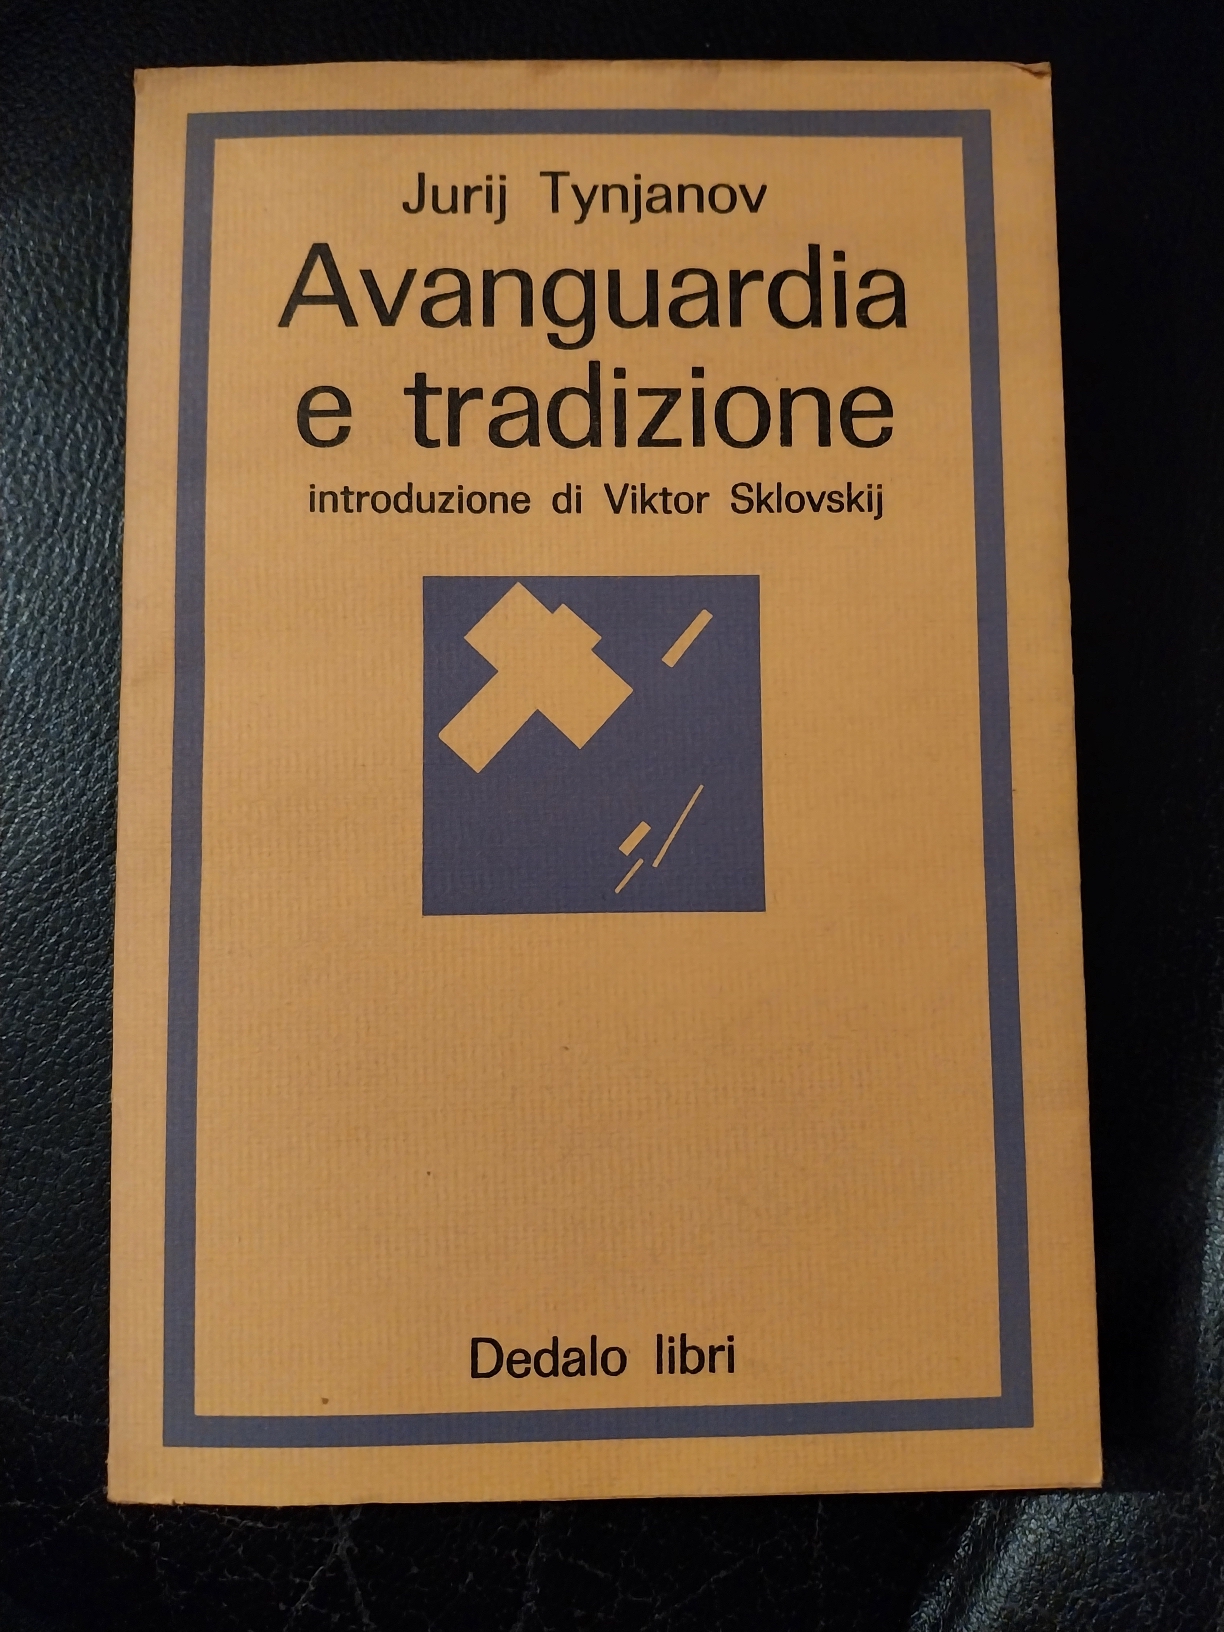 Jurij Tynjanov
Avanguardia
e tradizione
introduzione di Viktor Sklovskij
Dedalo libri